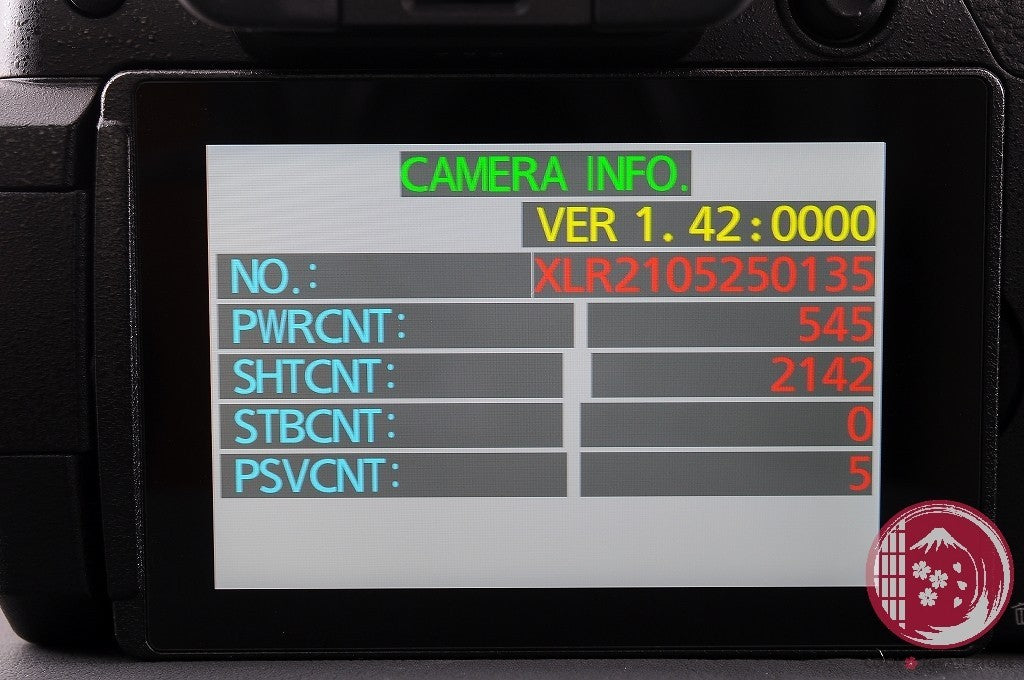 CAMERA INFO.
VER 1.42:0000
NO.: XLR2105250135
PWRCNT: 545
SHTCNT: 2142
STBCNT: 0
PSVCNT: 5